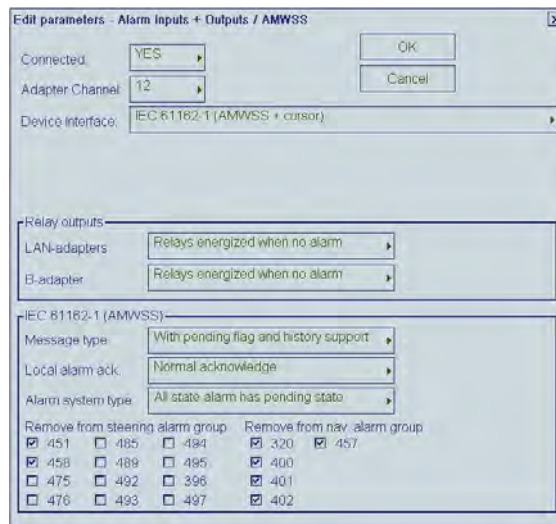 Edit parameters - Alarm Inputs + Outputs / AMWSS
Connected: YES
OK
Adapter Channel: 12
Cancel
Device Interface: IEC 61162-1 (AMWSS + cursor)
Relay outputs
LAN-adapters Relays energized when no alarm
B-adapter Relays energized when no alarm
IEC 61162-1 (AMWSS)
Message type: With pending flag and history support
Local alarm ack.: Normal acknowledge
Alarm system type: All state alarm has pending state
Remove from steering alarm group Remove from nav. alarm group
451 485 494 320 457
458 489 495 400
475 492 396 401
476 493 497 402